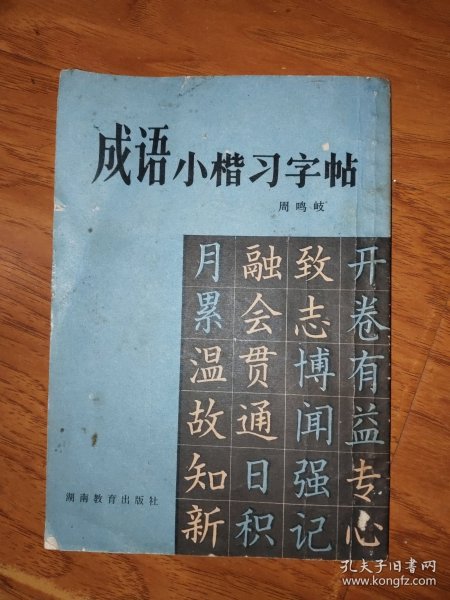 成语小楷习字帖
周鸣岐
开卷有益专心
致志博闻强记
融会贯通日积
月累温故知新
湖南教育出版社
孔夫子旧书网
www.kongfz.com